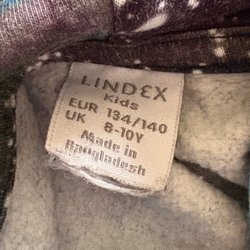 LINDEX
Kids
EUR 134/140
UK 8-10Y
Made in
Bangladesh